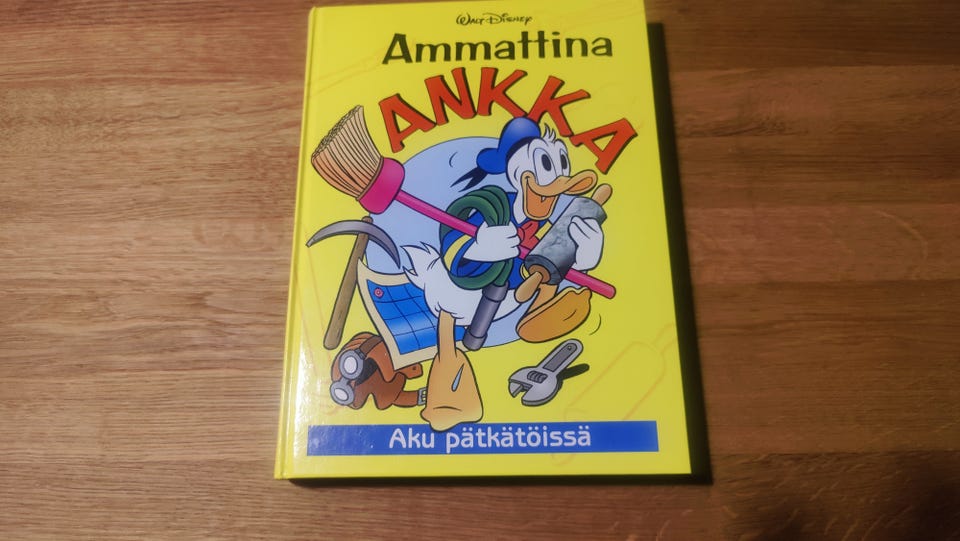 Walt Disney
Ammattina
ANKKA
Aku pätkätöissä